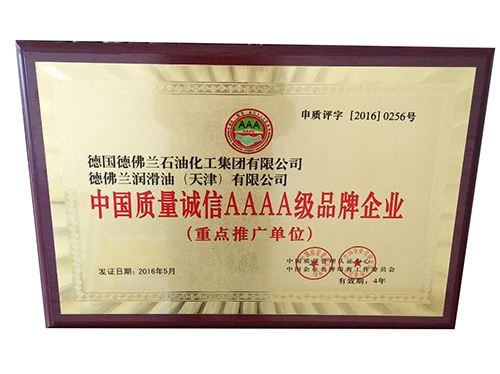 申质评字 [2016] 0256号
AAA
德国德佛兰石油化工集团有限公司
德佛兰润滑油（天津）有限公司
中国质量诚信AAAA级品牌企业
（重点推广单位）
发证日期：2016年5月
有效期：4年